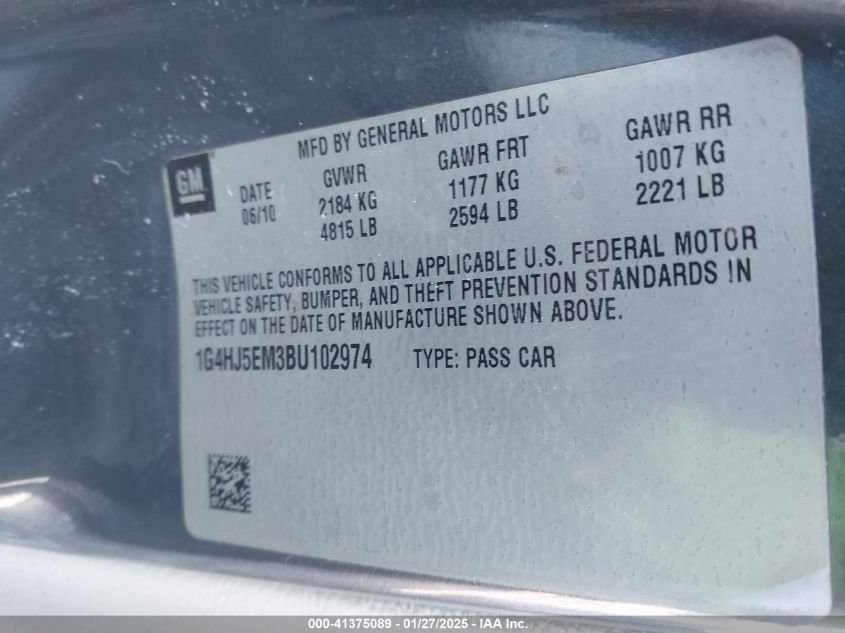 MFD BY GENERAL MOTORS LLC
GM
DATE GVWR GAWR FRT GAWR RR
06/10 2184 KG 1177 KG 1007 KG
4815 LB 2594 LB 2221 LB
THIS VEHICLE CONFORMS TO ALL APPLICABLE U.S. FEDERAL MOTOR
VEHICLE SAFETY, BUMPER, AND THEFT PREVENTION STANDARDS IN
EFFECT ON THE DATE OF MANUFACTURE SHOWN ABOVE.
1G4HJ5EM3BU102974 TYPE: PASS CAR
000-41375089 - 01/27/2025 - IAA Inc.